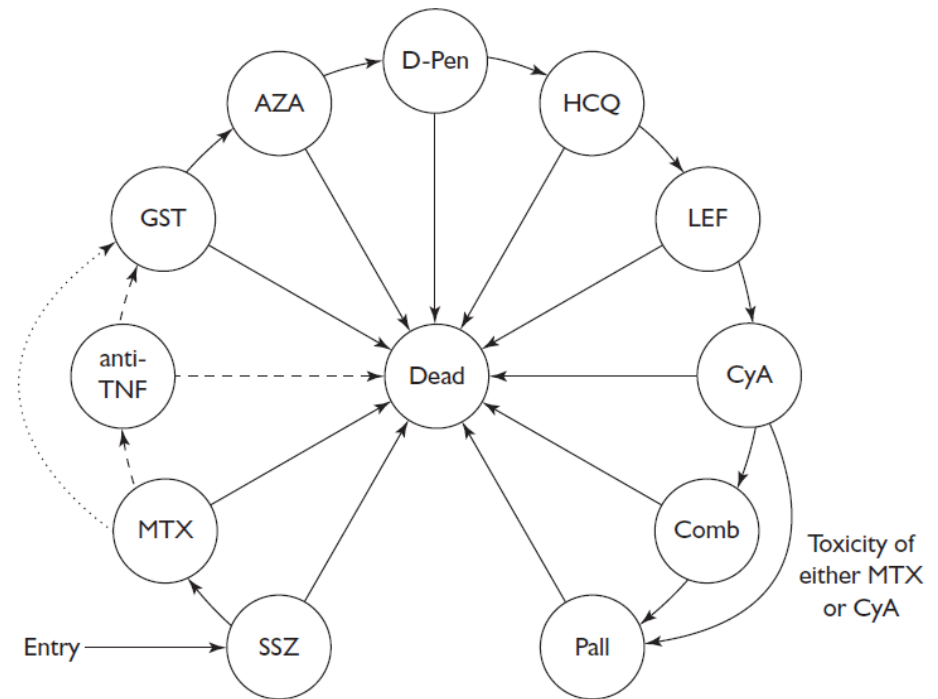 D-Pen
AZA
HCQ
GST
LEF
anti-
TNF
Dead
CyA
MTX
Comb
Toxicity of
either MTX
or CyA
Entry
SSZ
Pall